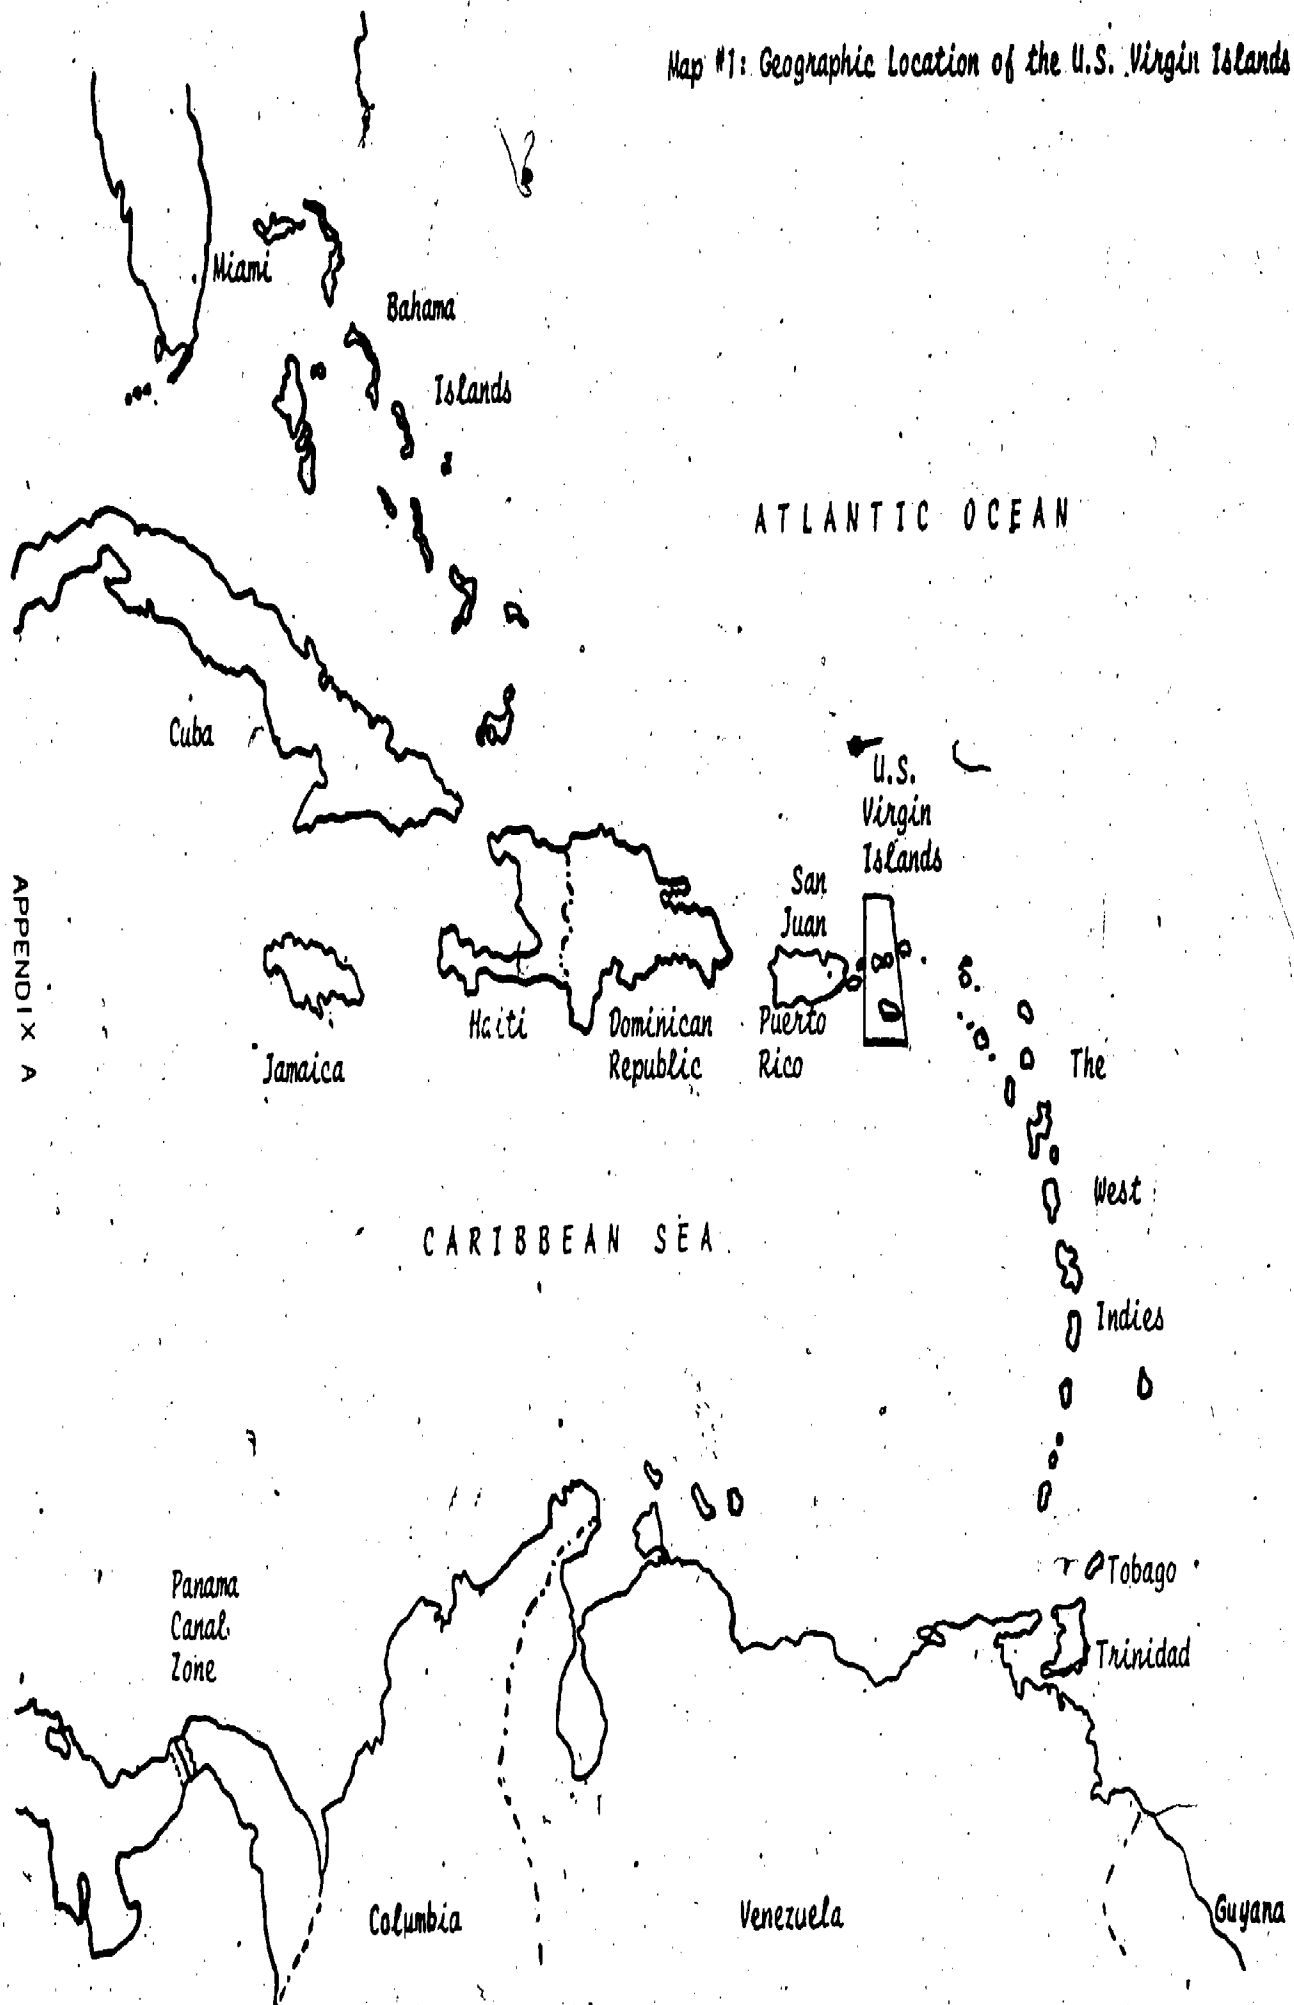 Map #1: Geographic Location of the U.S. Virgin Islands
Miami
Bahama
Islands
ATLANTIC OCEAN
Cuba
U.S.
Virgin
Islands
San
Juan
APPENDIX A
Haiti
Dominican
Republic
Puerto
Rico
Jamaica
The
West
CARIBBEAN SEA
Indies
Tobago
Panama
Canal
Zone
Trinidad
Columbia
Venezuela
Guyana